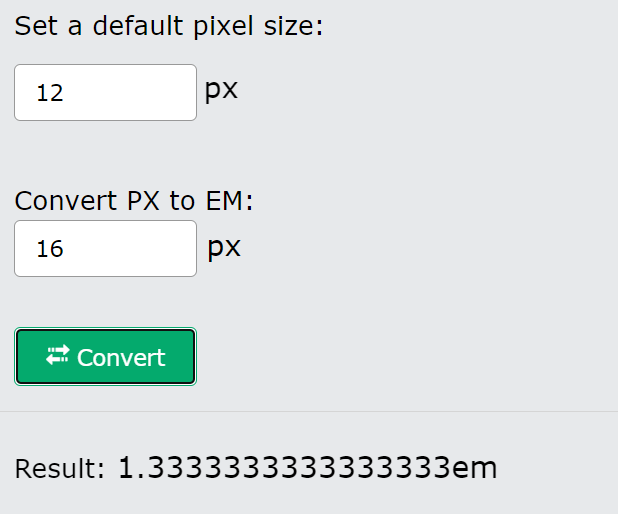 Set a default pixel size:
12 px
Convert PX to EM:
16 px
Convert
Result: 1.3333333333333333em